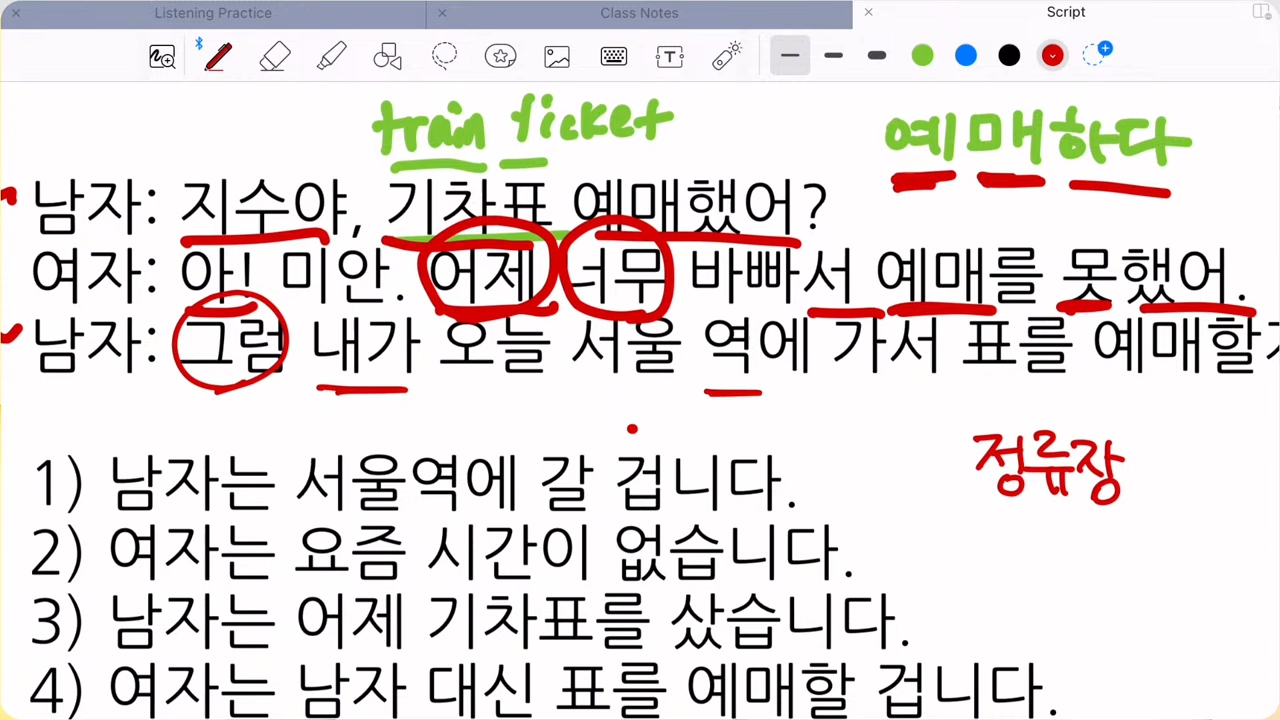 Listening Practice
Class Notes
Script
train ticket
예매하다
남자: 지수야, 기차표 예매했어?
여자: 아! 미안. 어제 너무 바빠서 예매를 못했어.
남자: 그럼 내가 오늘 서울 역에 가서 표를 예매할게
정류장
1) 남자는 서울역에 갈 겁니다.
2) 여자는 요즘 시간이 없습니다.
3) 남자는 어제 기차표를 샀습니다.
4) 여자는 남자 대신 표를 예매할 겁니다.